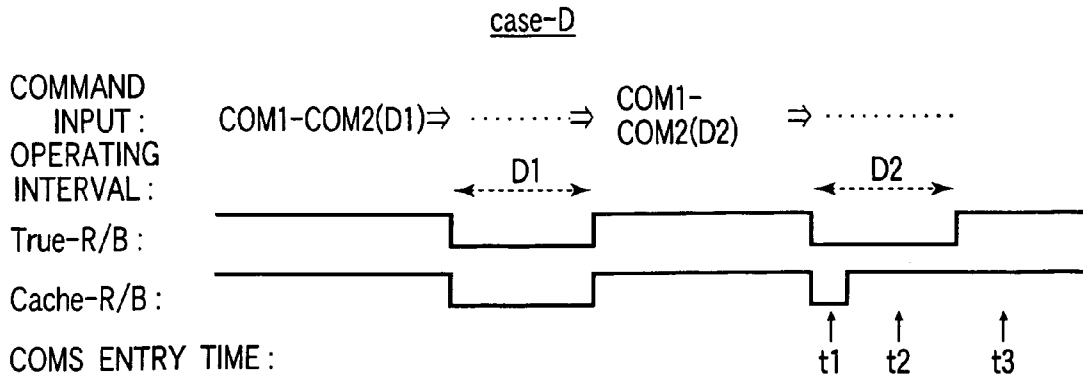 case-D
COMMAND INPUT :
COM1-COM2(D1)⇒ ········ ⇒ COM1-COM2(D2) ⇒ ··········
OPERATING INTERVAL :
D1 D2
True-R/B :
Cache-R/B :
COMS ENTRY TIME : t1 t2 t3